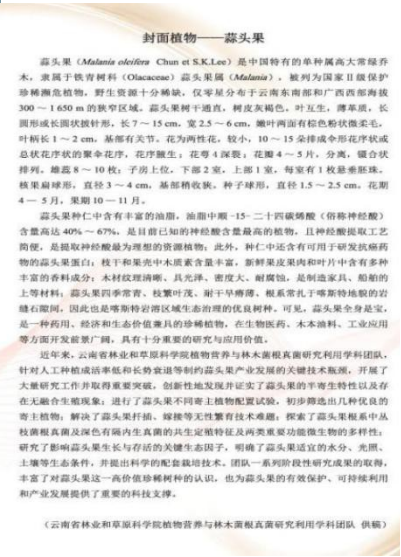 封面植物——蒜头果
蒜头果（Malania oleifera Chun et S.K.Lee）是中国特有的单种属高大常绿乔
木，隶属于铁青树科（Olacaceae）蒜头果属（Malania），被列为国家Ⅱ级保护
珍稀濒危植物，野生资源十分稀缺，仅零星分布于云南东部和广西西部海拔
300～1 650 m的狭窄区域。蒜头果树干通直，树皮灰褐色，叶互生，薄革质，长
圆形或长圆状披针形，长7～15 cm，宽2.5～6 cm，嫩叶两面有棕色粉状微柔毛，
叶柄长1～2 cm，基部有关节。花为两性花，较小，10～15朵排成伞形花序状或
总状花序状的聚伞花序，花序腋生；花萼4深裂；花瓣4～5片，分离，镊合状
排列。雄蕊8～10枚；子房上位，下部2室，上部1室，每室有1枚悬垂胚珠。
核果扁球形，直径3～4 cm，基部稍收狭。种子球形，直径1.5～2.5 cm。花期
4—5月，果期10—11月。
蒜头果种仁中含有丰富的油脂，油脂中顺-15-二十四碳烯酸（俗称神经酸）
含量高达40%～67%，是目前已知的神经酸含量最高的植物，且神经酸提取工艺
简便，是提取神经酸最为理想的资源植物；此外，种仁中还含有可用于研发抗癌药
物的蒜头果蛋白；枝干和果壳中木质素含量丰富，新鲜果皮果肉和叶片中含有多种
丰富的香料成分；木材纹理清晰、具光泽、密度大、耐腐蚀，是制造家具、船舶的
上等材料；蒜头果四季常青、枝繁叶茂、耐干旱瘠薄、根系常扎于喀斯特地貌的岩
缝石隙间，因此也是喀斯特岩溶区域生态治理的优良树种。可见，蒜头果全身是宝，
是一种药用、经济和生态价值兼具的珍稀植物，在生物医药、木本油料、工业应用
等方面开发前景广阔，具有十分重要的研究与应用价值。
近年来，云南省林业和草原科学院植物营养与林木菌根真菌研究利用学科团队，
针对人工种植成活率低和长势衰退等制约蒜头果产业发展的关键技术瓶颈，开展了
大量研究工作并取得重要突破，创新性地发现并证实了蒜头果的半寄生特性以及存
在无融合生殖现象；进行了蒜头果不同寄主植物配置试验，初步筛选出几种优良的
寄主植物；解决了蒜头果扦插、嫁接等无性繁育技术难题；探索了蒜头果根系中丛
枝菌根真菌及深色有隔内生真菌的共生定殖特征及两类重要功能微生物的多样性；
研究了影响蒜头果生长与存活的关键生态因子，明确了蒜头果适宜的水分、光照、
土壤等生态条件，并提出科学的配套栽培技术。团队一系列阶段性研究成果的取得，
丰富了对蒜头果这一高价值珍稀树种的认识，也为蒜头果的有效保护、可持续利用
和产业发展提供了重要的科技支撑。
（云南省林业和草原科学院植物营养与林木菌根真菌研究利用学科团队 供稿）